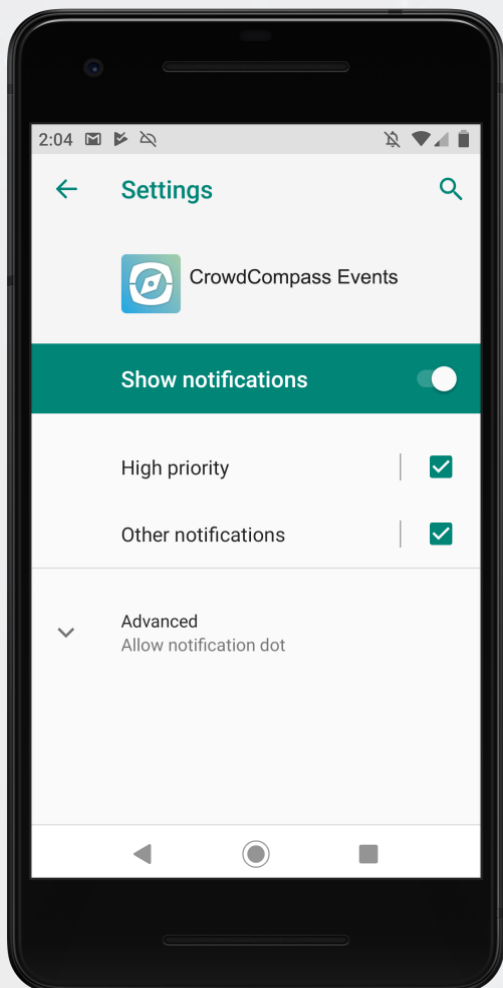 2:04
Settings
CrowdCompass Events
Show notifications
High priority
Other notifications
Advanced
Allow notification dot